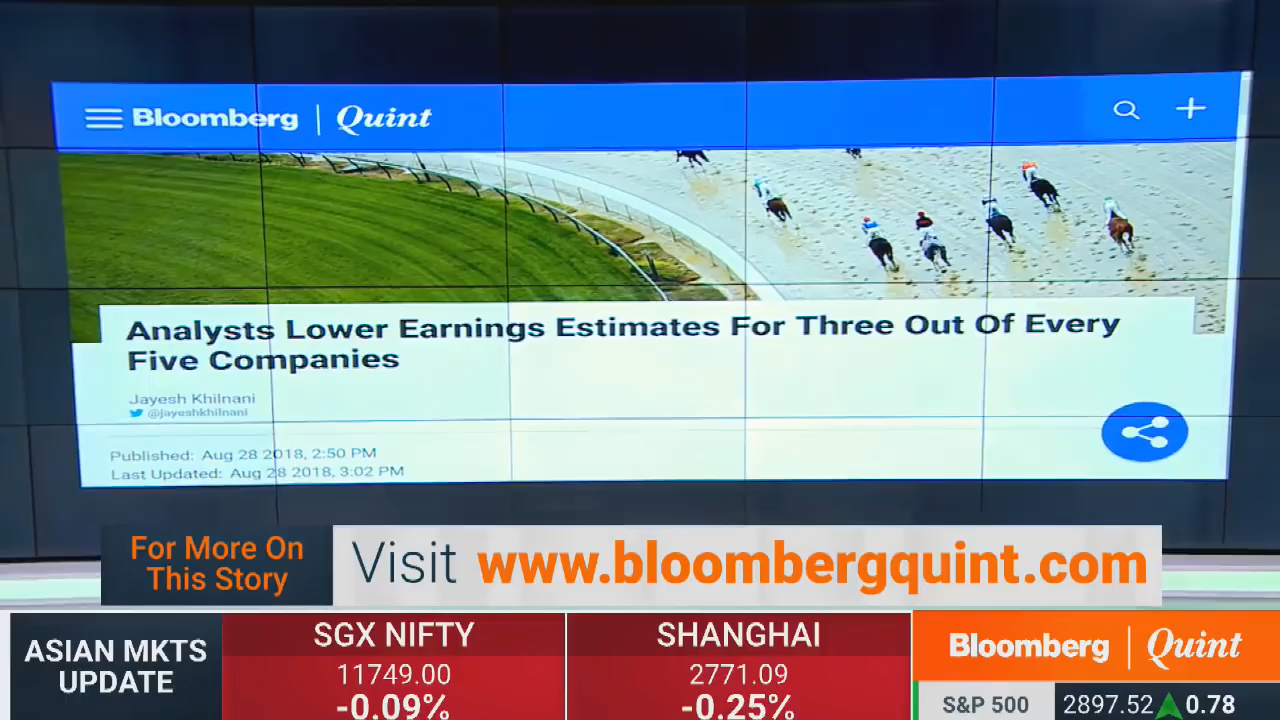 Bloomberg | Quint
Analysts Lower Earnings Estimates For Three Out Of Every
Five Companies
Jayesh Khilnani
@jayeshkhilnani
Published: Aug 28 2018, 2:50 PM
Last Updated: Aug 28 2018, 3:02 PM
For More On
This Story
Visit www.bloombergquint.com
ASIAN MKTS
UPDATE
SGX NIFTY
11749.00
-0.09%
SHANGHAI
2771.09
-0.25%
Bloomberg | Quint
S&P 500 2897.52 0.78